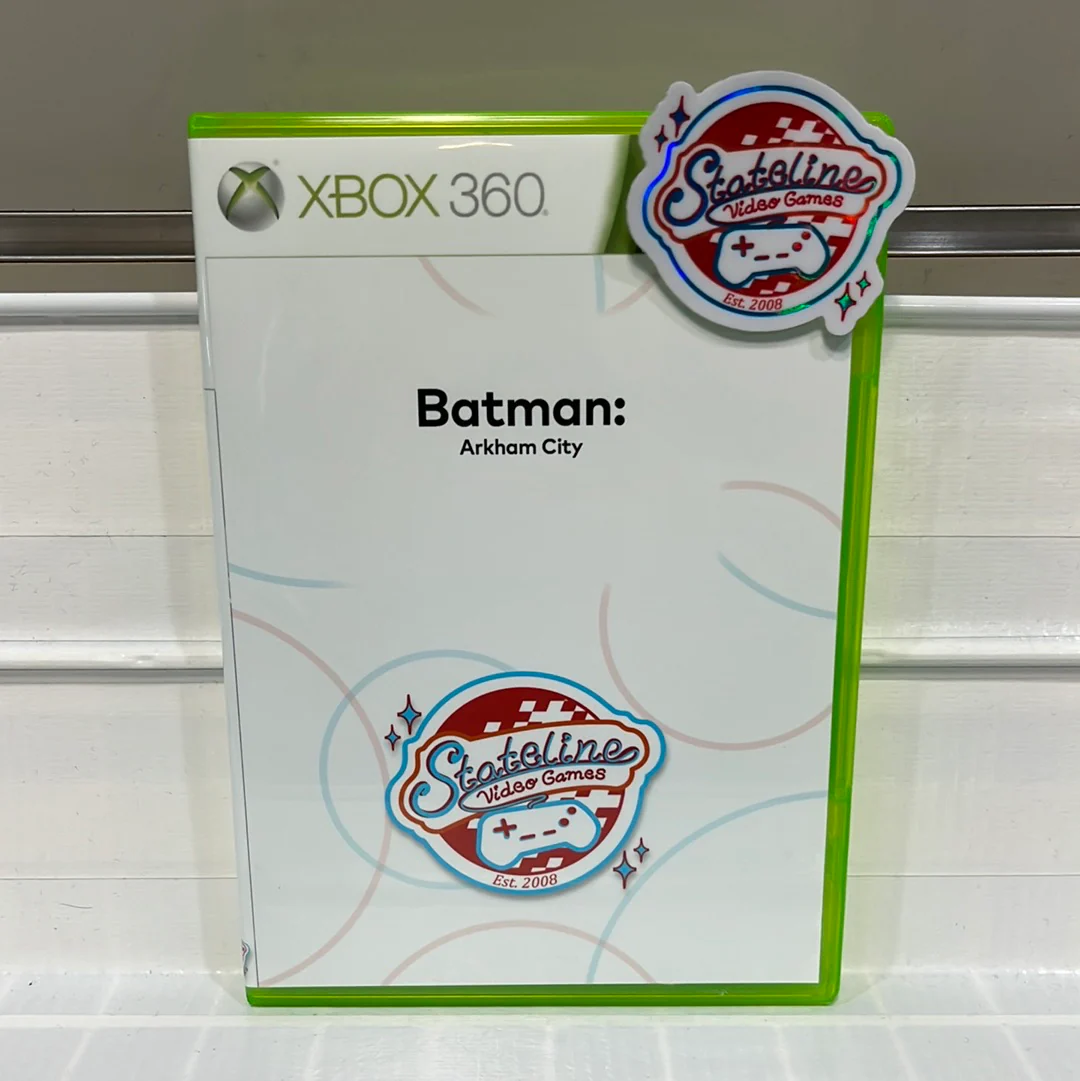 XBOX 360.
Stateline
Video Games
Est. 2008
Batman:
Arkham City
Stateline
Video Games
Est. 2008